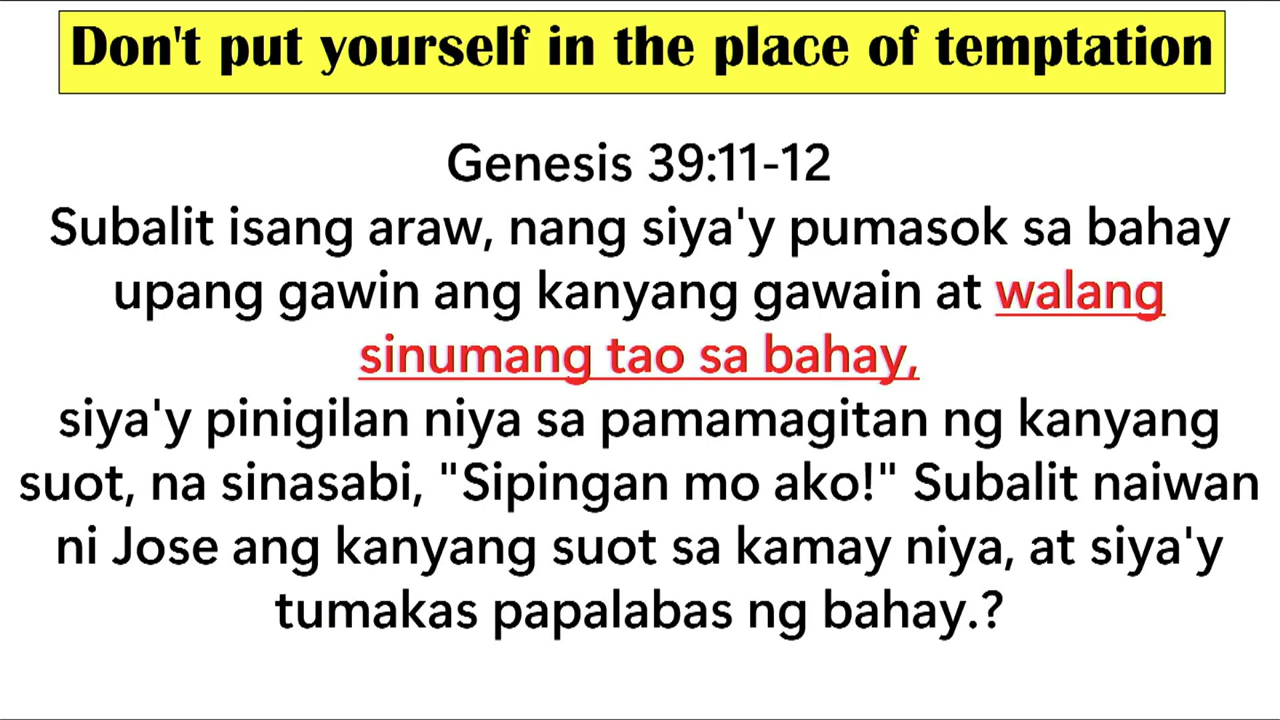 Don't put yourself in the place of temptation
Genesis 39:11-12
Subalit isang araw, nang siya'y pumasok sa bahay
upang gawin ang kanyang gawain at walang
sinumang tao sa bahay,
siya'y pinigilan niya sa pamamagitan ng kanyang
suot, na sinasabi, "Sipingan mo ako!" Subalit naiwan
ni Jose ang kanyang suot sa kamay niya, at siya'y
tumakas papalabas ng bahay.?